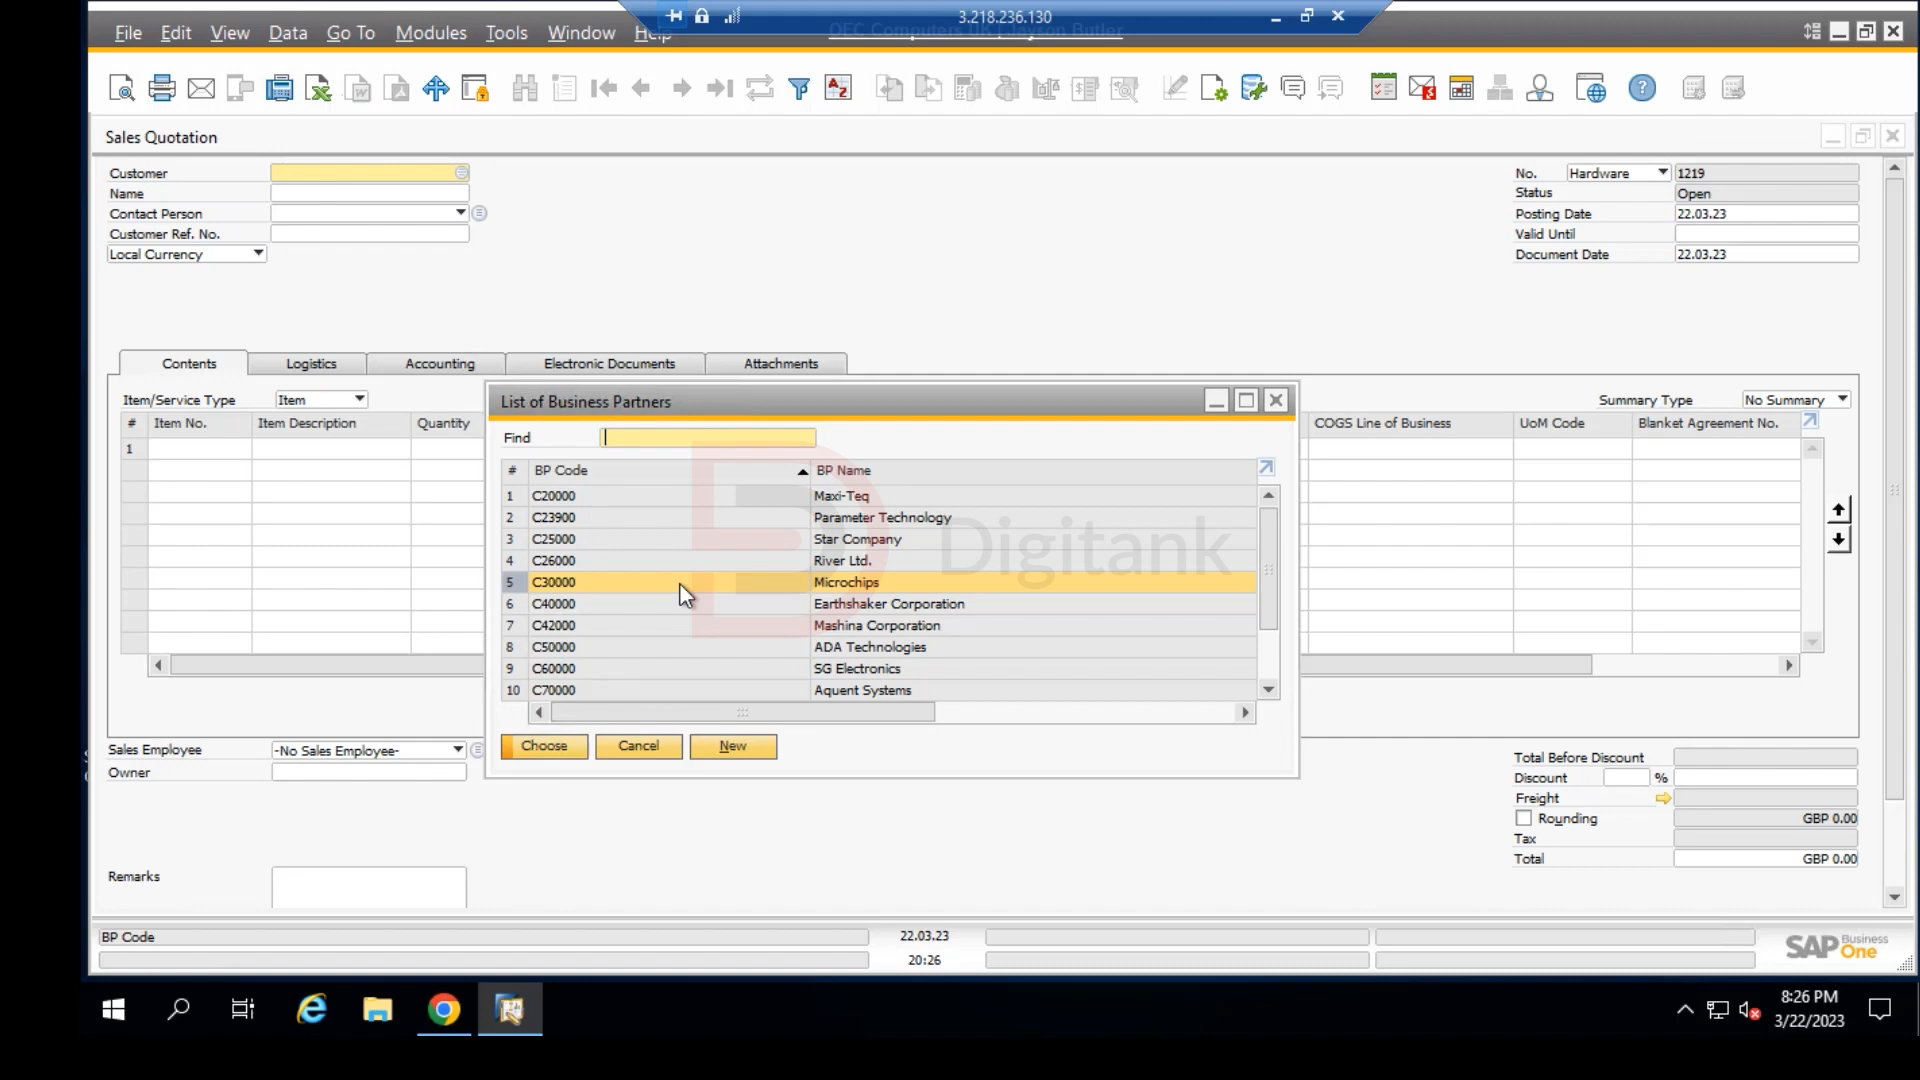 3.218.236.130
File Edit View Data Go To Modules Tools Window Help OEC Computers UK | Jayson Butler
Sales Quotation
Customer
Name
Contact Person
Customer Ref. No.
Local Currency
No. Hardware 1219
Status Open
Posting Date 22.03.23
Valid Until
Document Date 22.03.23
Contents Logistics Accounting Electronic Documents Attachments
Item/Service Type Item
Summary Type No Summary
# Item No. Item Description Quantity COGS Line of Business UoM Code Blanket Agreement No.
1
List of Business Partners
Find
# BP Code BP Name
1 C20000 Maxi-Teq
2 C23900 Parameter Technology
3 C25000 Star Company
4 C26000 River Ltd.
5 C30000 Microchips
6 C40000 Earthshaker Corporation
7 C42000 Mashina Corporation
8 C50000 ADA Technologies
9 C60000 SG Electronics
10 C70000 Aquent Systems
Choose Cancel New
Digitank
Sales Employee -No Sales Employee-
Owner
Remarks
Total Before Discount
Discount %
Freight
Rounding GBP 0.00
Tax
Total GBP 0.00
BP Code 22.03.23
20:26
SAP Business One
8:26 PM
3/22/2023